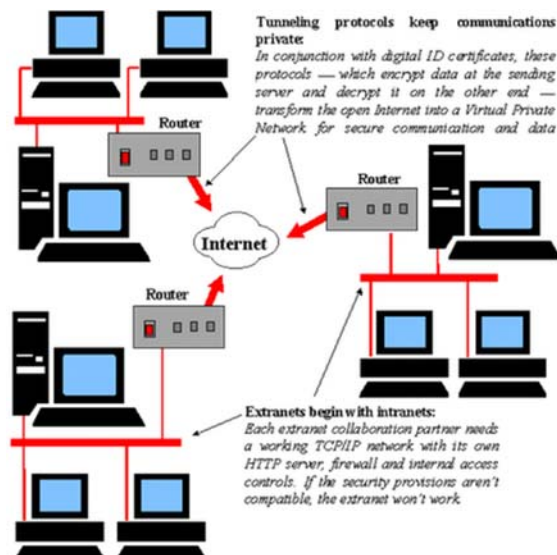 Tunneling protocols keep communications
private:
In conjunction with digital ID certificates, these
protocols — which encrypt data at the sending
server and decrypt it on the other end —
transform the open Internet into a Virtual Private
Network for secure communication and data
Router
Router
Internet
Router
Extranets begin with intranets:
Each extranet collaboration partner needs
a working TCP/IP network with its own
HTTP server, firewall and internal access
controls. If the security provisions aren't
compatible, the extranet won't work